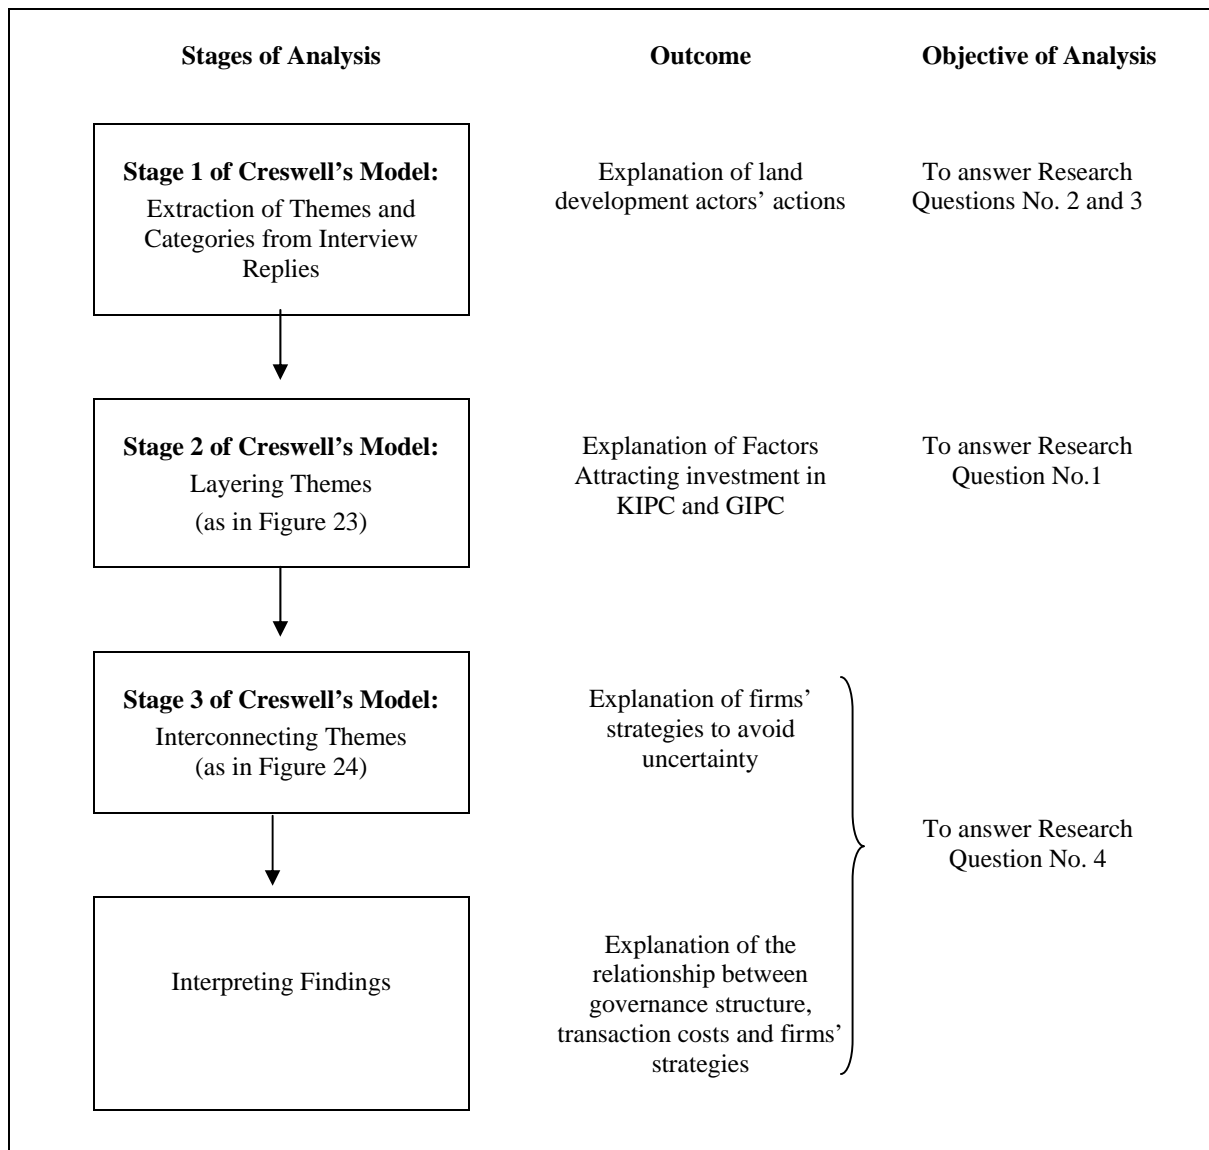 Stages of Analysis
Outcome
Objective of Analysis
Stage 1 of Creswell’s Model:
Extraction of Themes and
Categories from Interview
Replies
Explanation of land
development actors’ actions
To answer Research
Questions No. 2 and 3
Stage 2 of Creswell’s Model:
Layering Themes
(as in Figure 23)
Explanation of Factors
Attracting investment in
KIPC and GIPC
To answer Research
Question No.1
Stage 3 of Creswell’s Model:
Interconnecting Themes
(as in Figure 24)
Explanation of firms’
strategies to avoid
uncertainty
To answer Research
Question No. 4
Interpreting Findings
Explanation of the
relationship between
governance structure,
transaction costs and firms’
strategies